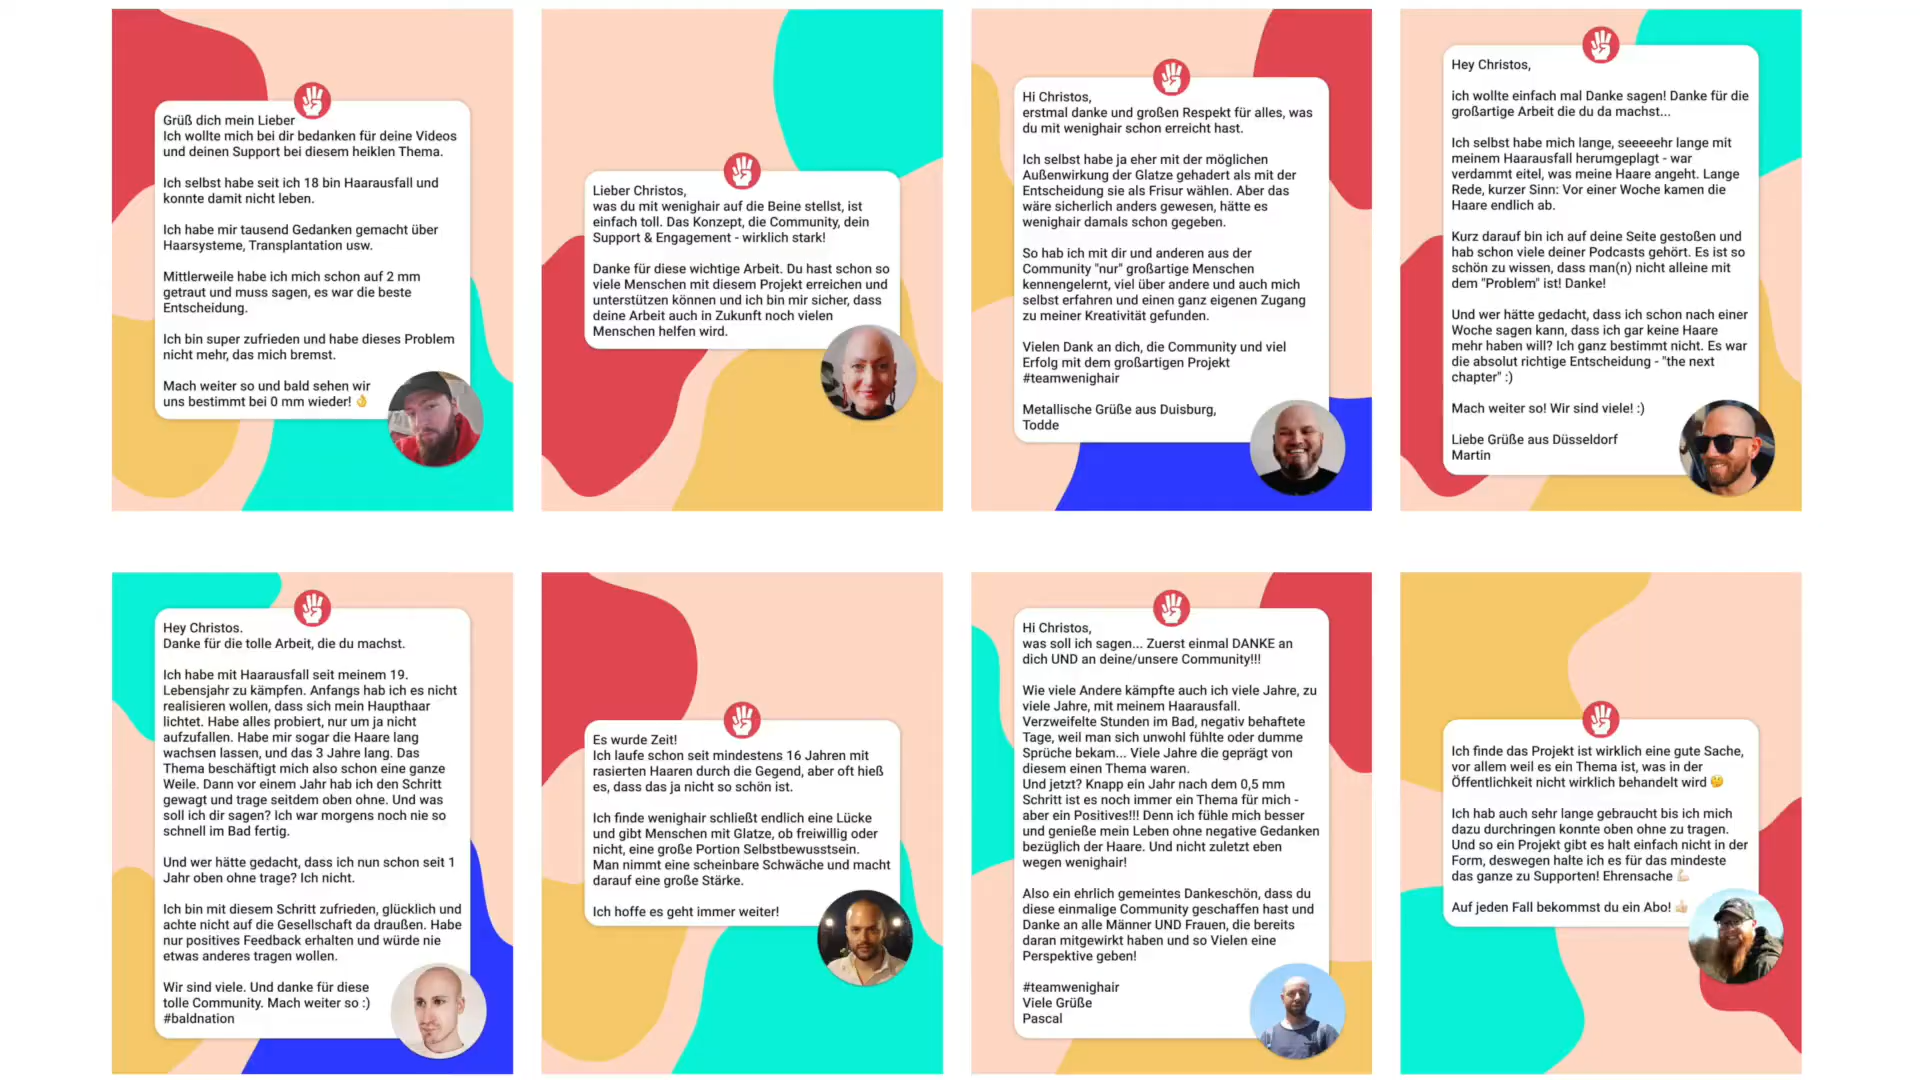 Grüß dich mein Lieber
Ich wollte mich bei dir bedanken für deine Videos
und deinen Support bei diesem heiklen Thema.
Ich selbst habe seit ich 18 bin Haarausfall und
konnte damit nicht leben.
Ich habe mir tausend Gedanken gemacht über
Haarsysteme, Transplantation usw.
Mittlerweile habe ich mich schon auf 2 mm
getraut und muss sagen, es war die beste
Entscheidung.
Ich bin super zufrieden und habe dieses Problem
nicht mehr, das mich bremst.
Mach weiter so und bald sehen wir
uns bestimmt bei 0 mm wieder! 👌
Lieber Christos,
was du mit wenighair auf die Beine stellst, ist
einfach toll. Das Konzept, die Community, dein
Support & Engagement - wirklich stark!
Danke für diese wichtige Arbeit. Du hast schon so
viele Menschen mit diesem Projekt erreichen und
unterstützen können und ich bin mir sicher, dass
deine Arbeit auch in Zukunft noch vielen
Menschen helfen wird.
Hi Christos,
erstmal danke und großen Respekt für alles, was
du mit wenighair schon erreicht hast.
Ich selbst habe ja eher mit der möglichen
Außenwirkung der Glatze gehadert als mit der
Entscheidung sie als Frisur wählen. Aber das
wäre sicherlich anders gewesen, hätte es
wenighair damals schon gegeben.
So hab ich mit dir und anderen aus der
Community "nur" großartige Menschen
kennengelernt, viel über andere und auch mich
selbst erfahren und einen ganz eigenen Zugang
zu meiner Kreativität gefunden.
Vielen Dank an dich, die Community und viel
Erfolg mit dem großartigen Projekt
#teamwenighair
Metallische Grüße aus Duisburg,
Todde
Hey Christos,
ich wollte einfach mal Danke sagen! Danke für die
großartige Arbeit die du da machst...
Ich selbst habe mich lange, seeeeehr lange mit
meinem Haarausfall herumgeplagt - war
verdammt eitel, was meine Haare angeht. Lange
Rede, kurzer Sinn: Vor einer Woche kamen die
Haare endlich ab.
Kurz darauf bin ich auf deine Seite gestoßen und
hab schon viele deiner Podcasts gehört. Es ist so
schön zu wissen, dass man(n) nicht alleine mit
dem "Problem" ist! Danke!
Und wer hätte gedacht, dass ich schon nach einer
Woche sagen kann, dass ich gar keine Haare
mehr haben will? Ich ganz bestimmt nicht. Es war
die absolut richtige Entscheidung - "the next
chapter" :)
Mach weiter so! Wir sind viele! :)
Liebe Grüße aus Düsseldorf
Martin
Hey Christos.
Danke für die tolle Arbeit, die du machst.
Ich habe mit Haarausfall seit meinem 19.
Lebensjahr zu kämpfen. Anfangs hab ich es nicht
realisieren wollen, dass sich mein Haupthaar
lichtet. Habe alles probiert, nur um ja nicht
aufzufallen. Habe mir sogar die Haare lang
wachsen lassen, und das 3 Jahre lang. Das
Thema beschäftigt mich also schon eine ganze
Weile. Dann vor einem Jahr hab ich den Schritt
gewagt und trage seitdem oben ohne. Und was
soll ich dir sagen? Ich war morgens noch nie so
schnell im Bad fertig.
Und wer hätte gedacht, dass ich nun schon seit 1
Jahr oben ohne trage? Ich nicht.
Ich bin mit diesem Schritt zufrieden, glücklich und
achte nicht auf die Gesellschaft da draußen. Habe
nur positives Feedback erhalten und würde nie
etwas anderes tragen wollen.
Wir sind viele. Und danke für diese
tolle Community. Mach weiter so :)
#baldnation
Es wurde Zeit!
Ich laufe schon seit mindestens 16 Jahren mit
rasierten Haaren durch die Gegend, aber oft hieß
es, dass das ja nicht so schön ist.
Ich finde wenighair schließt endlich eine Lücke
und gibt Menschen mit Glatze, ob freiwillig oder
nicht, eine große Portion Selbstbewusstsein.
Man nimmt eine scheinbare Schwäche und macht
darauf eine große Stärke.
Ich hoffe es geht immer weiter!
Hi Christos,
was soll ich sagen... Zuerst einmal DANKE an
dich UND an deine/unsere Community!!!
Wie viele Andere kämpfte auch ich viele Jahre, zu
viele Jahre, mit meinem Haarausfall.
Verzweifelte Stunden im Bad, negativ behaftete
Tage, weil man sich unwohl fühlte oder dumme
Sprüche bekam... Viele Jahre die geprägt von
diesem einen Thema waren.
Und jetzt? Knapp ein Jahr nach dem 0,5 mm
Schritt ist es noch immer ein Thema für mich -
aber ein Positives!!! Denn ich fühle mich besser
und genieße mein Leben ohne negative Gedanken
bezüglich der Haare. Und nicht zuletzt eben
wegen wenighair!
Also ein ehrlich gemeintes Dankeschön, dass du
diese einmalige Community geschaffen hast und
Danke an alle Männer UND Frauen, die bereits
daran mitgewirkt haben und so Vielen eine
Perspektive geben!
#teamwenighair
Viele Grüße
Pascal
Ich finde das Projekt ist wirklich eine gute Sache,
vor allem weil es ein Thema ist, was in der
Öffentlichkeit nicht wirklich behandelt wird 🤔
Ich hab auch sehr lange gebraucht bis ich mich
dazu durchringen konnte oben ohne zu tragen.
Und so ein Projekt gibt es halt einfach nicht in der
Form, deswegen halte ich es für das mindeste
das ganze zu Supporten! Ehrensache 💪🏻
Auf jeden Fall bekommst du ein Abo! 👍🏻